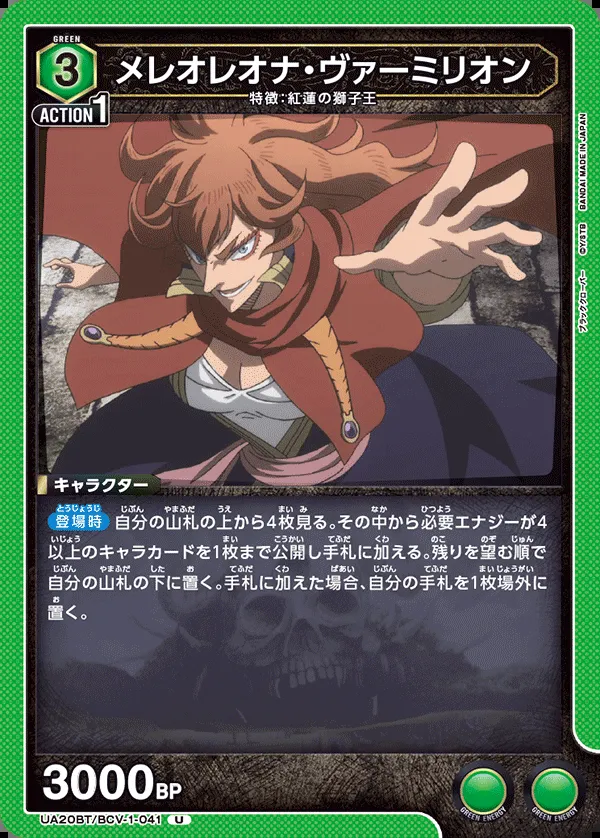 GREEN
3
メレオレオナ・ヴァーミリオン
ACTION 1
特徴：紅蓮の獅子王
BANDAI MADE IN JAPAN
©Y/STB
ブラッククローバー
キャラクター
登場時 自分の山札の上から4枚見る。その中から必要エナジーが4
以上のキャラカードを1枚まで公開し手札に加える。残りを望む順で
自分の山札の下に置く。手札に加えた場合、自分の手札を1枚場外に
置く。
3000BP
GREEN ENERGY
GREEN ENERGY
UA20BT/BCV-1-041 U